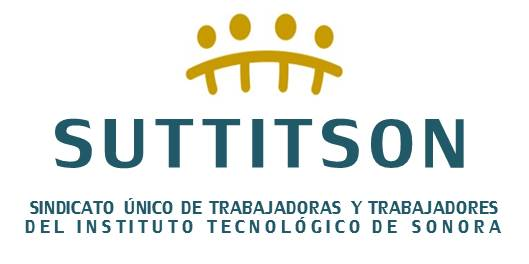 SUTTITSON
SINDICATO ÚNICO DE TRABAJADORAS Y TRABAJADORES
DEL INSTITUTO TECNOLÓGICO DE SONORA